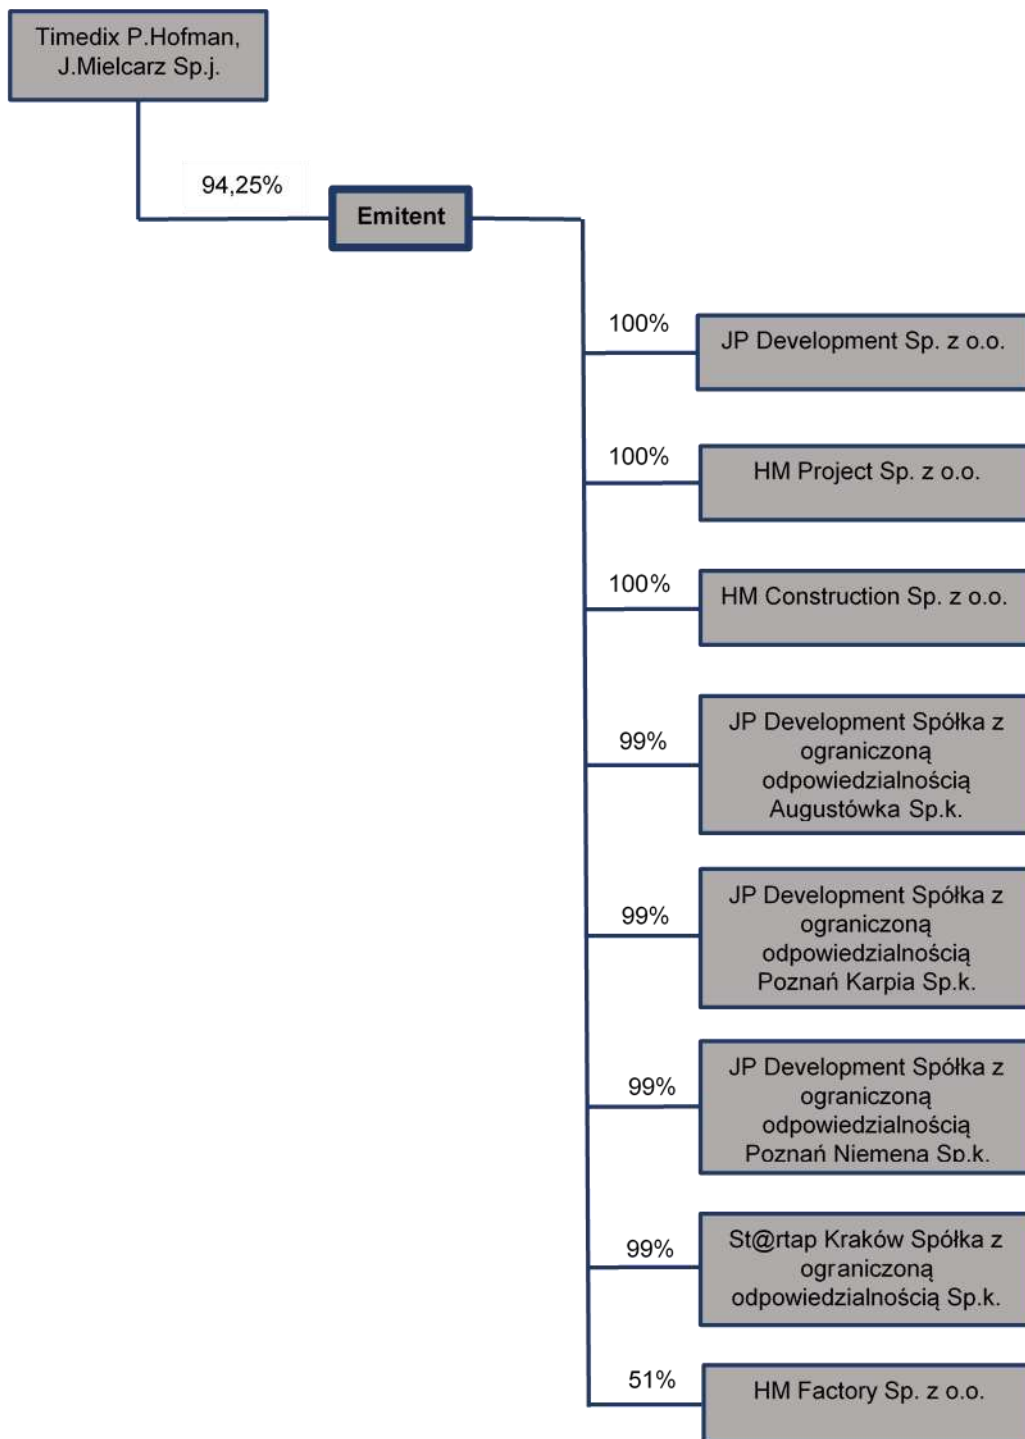 Timedix P.Hofman,
J.Mielcarz Sp.j.
94,25%
Emitent
100%
JP Development Sp. z o.o.
100%
HM Project Sp. z o.o.
100%
HM Construction Sp. z o.o.
99%
JP Development Spółka z
ograniczoną
odpowiedzialnością
Augustówka Sp.k.
99%
JP Development Spółka z
ograniczoną
odpowiedzialnością
Poznań Karpia Sp.k.
99%
JP Development Spółka z
ograniczoną
odpowiedzialnością
Poznań Niemena Sp.k.
99%
St@rtap Kraków Spółka z
ograniczoną
odpowiedzialnością Sp.k.
51%
HM Factory Sp. z o.o.